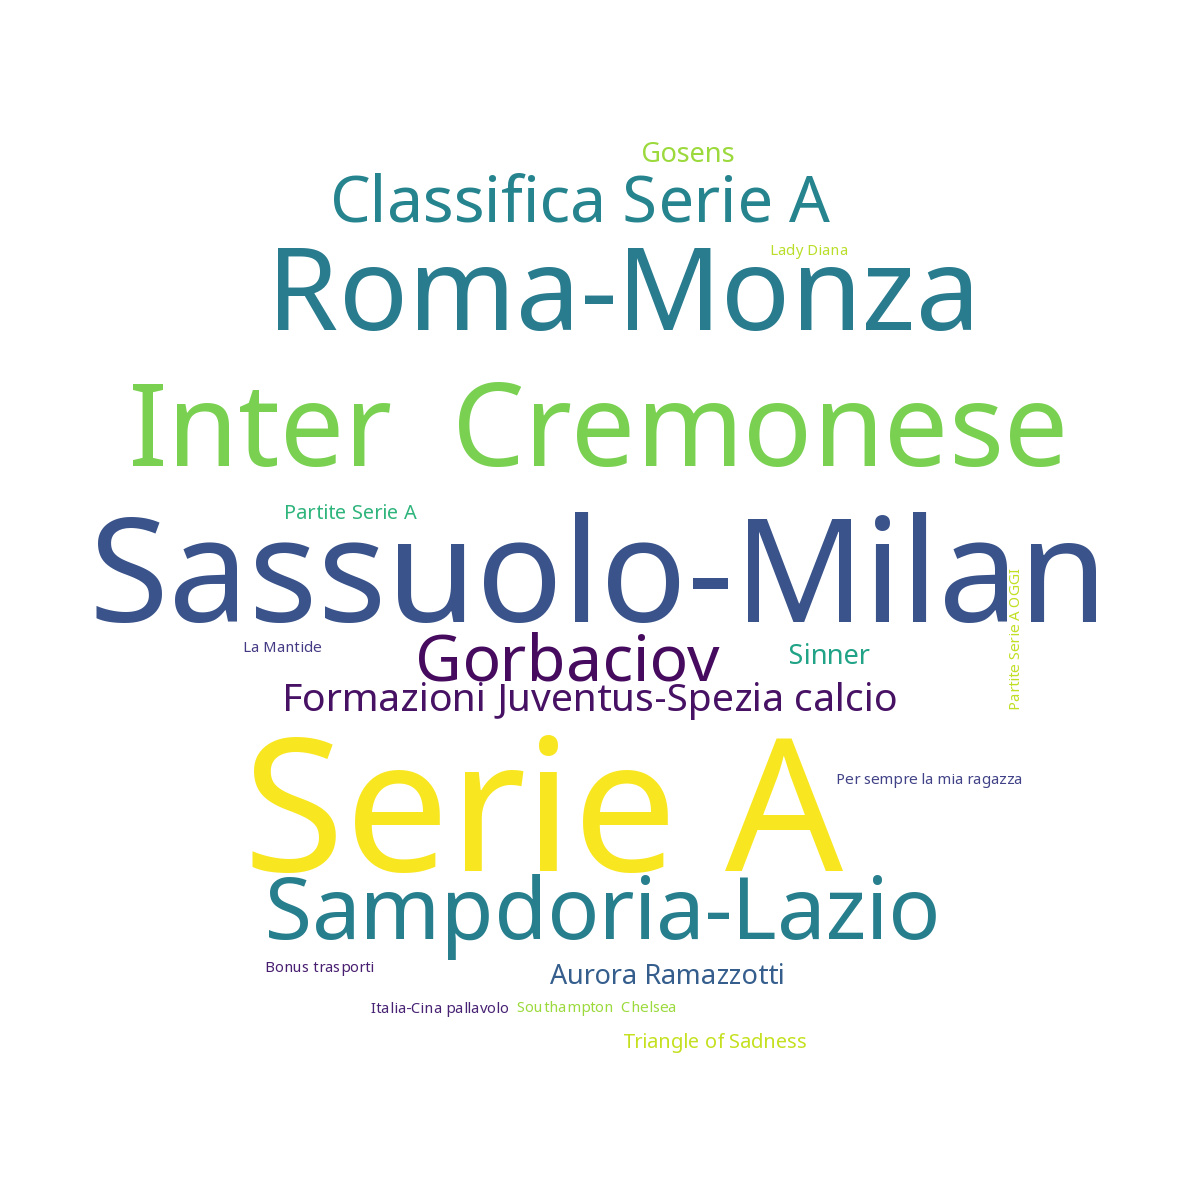 Gosens
Classifica Serie A
Lady Diana
Roma-Monza
Inter  Cremonese
Partite Serie A
Sassuolo-Milan
Partite Serie A OGGI
La Mantide
Gorbaciov
Sinner
Formazioni Juventus-Spezia calcio
Serie A
Per sempre la mia ragazza
Sampdoria-Lazio
Bonus trasporti
Aurora Ramazzotti
Italia-Cina pallavolo
Southampton  Chelsea
Triangle of Sadness